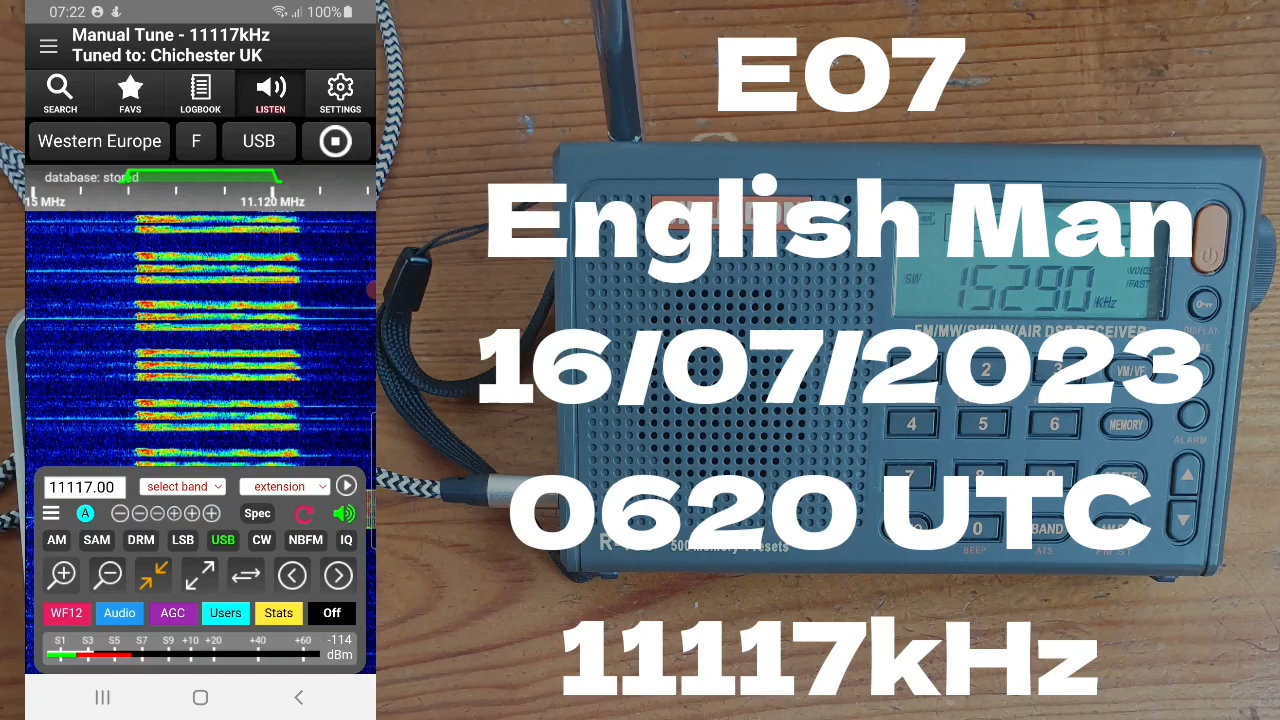 07:22
100%
Manual Tune - 11117kHz
Tuned to: Chichester UK
SEARCH
FAVS
LOGBOOK
LISTEN
SETTINGS
Western Europe
F
USB
database: stored
15 MHz
11.120 MHz
11117.00
select band
extension
A
Spec
AM
SAM
DRM
LSB
USB
CW
NBFM
IQ
WF12
Audio
AGC
Users
Stats
Off
S1
S3
S5
S7
S9
+10
+20
+40
+60
-114
dBm
E07
English Man
16/07/2023
0620 UTC
11117kHz
SW
15290
kHz
VOICE
/FAST
FM/MW/SW/LW/AIR DSP RECEIVER
DISPLAY
2
3
VM/VF
4
5
6
MEMORY
ALARM
7
8
9
DELETE
0
BAND
BEEP
ATS
500 Memory Presets